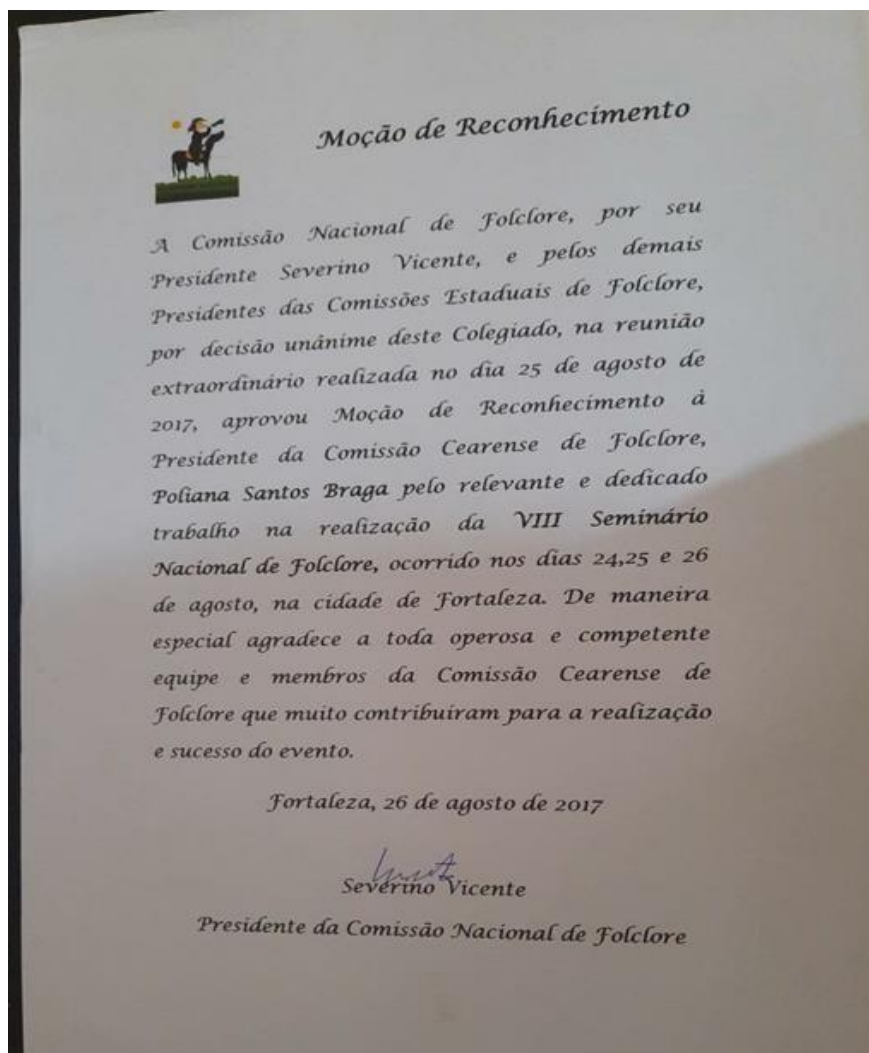 Moção de Reconhecimento
A Comissão Nacional de Folclore, por seu
Presidente Severino Vicente, e pelos demais
Presidentes das Comissões Estaduais de Folclore,
por decisão unânime deste Colegiado, na reunião
extraordinário realizada no dia 25 de agosto de
2017, aprovou Moção de Reconhecimento à
Presidente da Comissão Cearense de Folclore,
Poliana Santos Braga pelo relevante e dedicado
trabalho na realização da VIII Seminário
Nacional de Folclore, ocorrido nos dias 24,25 e 26
de agosto, na cidade de Fortaleza. De maneira
especial agradece a toda operosa e competente
equipe e membros da Comissão Cearense de
Folclore que muito contribuíram para a realização
e sucesso do evento.
Fortaleza, 26 de agosto de 2017
Severino Vicente
Presidente da Comissão Nacional de Folclore